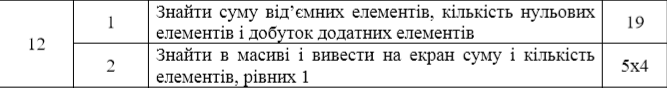 12
1
Знайти суму від’ємних елементів, кількість нульових
елементів і добуток додатних елементів
19
2
Знайти в масиві і вивести на екран суму і кількість
елементів, рівних 1
5х4